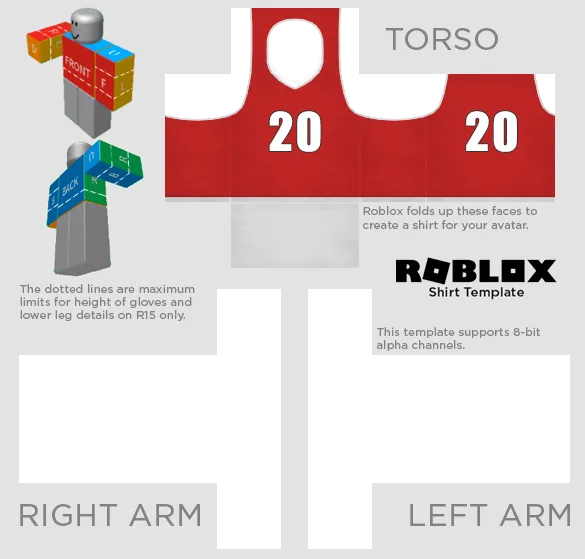 TORSO
FRONT
F
L
U
R
20
20
BACK
U
R
B
R
Roblox folds up these faces to
create a shirt for your avatar.
ROBLOX
Shirt Template
The dotted lines are maximum
limits for height of gloves and
lower leg details on R15 only.
This template supports 8-bit
alpha channels.
RIGHT ARM
LEFT ARM